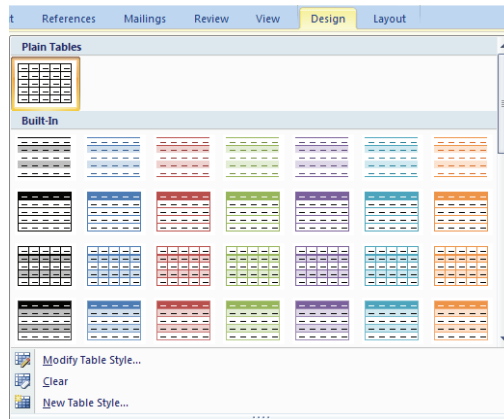 References Mailings Review View Design Layout
Plain Tables
Built-In
Modify Table Style...
Clear
New Table Style...